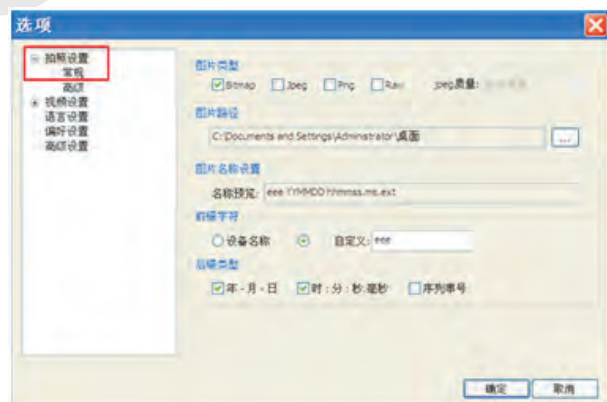 选项
拍照设置
常规
高级
视频设置
语言设置
偏好设置
高级设置
图片类型
Bitmap Jpeg Png Raw Jpeg质量:
图片路径
C:\Documents and Settings\Administrator\桌面 ...
图片名称设置
名称预览: eee YYMMDD hhmmss.ms.ext
前缀字符
设备名称 自定义: eee
后缀类型
年-月-日 时:分:秒:毫秒 序列串号
确定 取消